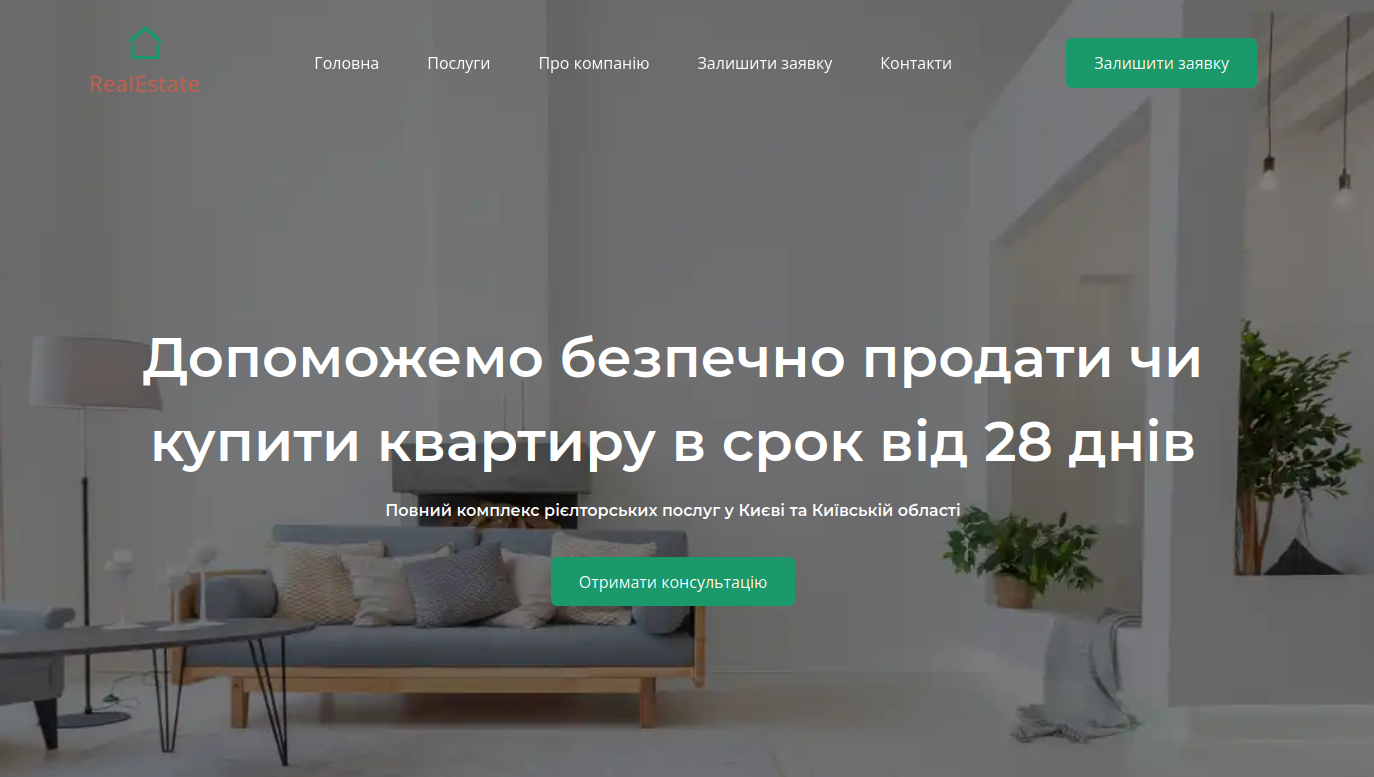 RealEstate
Головна
Послуги
Про компанію
Залишити заявку
Контакти
Залишити заявку
Допоможемо безпечно продати чи
купити квартиру в срок від 28 днів
Повний комплекс рієлторських послуг у Києві та Київській області
Отримати консультацію